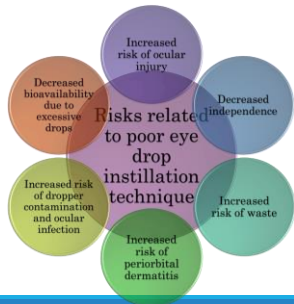 Increased
risk of ocular
injury
Decreased
independence
Increased
risk of waste
Increased
risk of
periorbital
dermatitis
Increased risk
of dropper
contamination
and ocular
infection
Decreased
bioavailability
due to
excessive
drops
Risks related
to poor eye
drop
instillation
technique